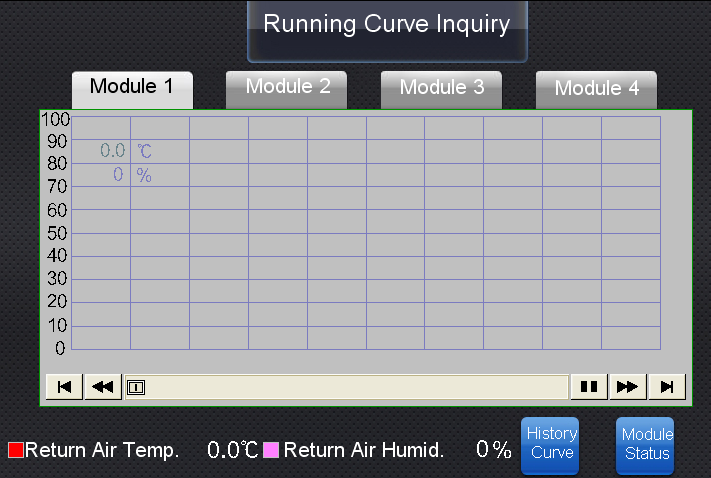 Running Curve Inquiry
Module 1
Module 2
Module 3
Module 4
100
90
80
70
60
50
40
30
20
10
0
0.0 ℃
0 %
Return Air Temp. 0.0℃
Return Air Humid. 0%
History
Curve
Module
Status